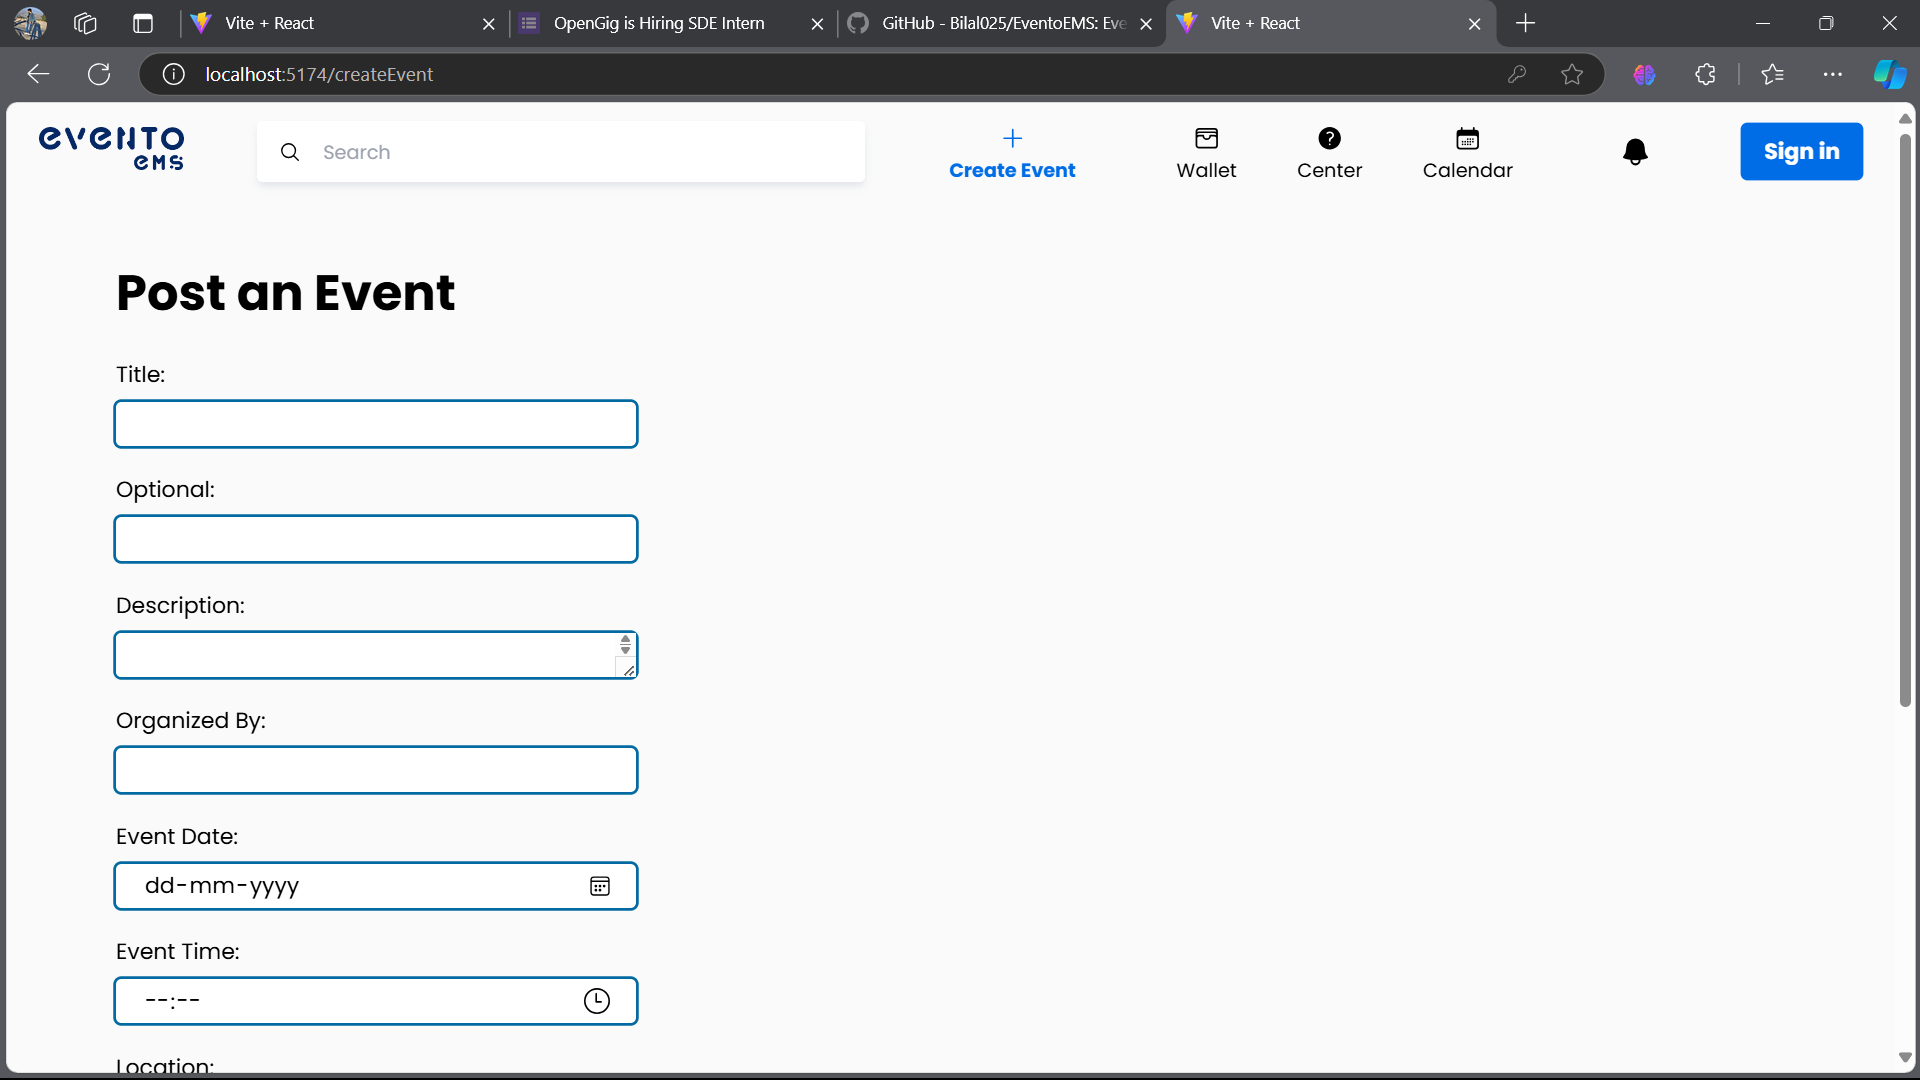 Vite + React
OpenGig is Hiring SDE Intern
GitHub - Bilal025/EventoEMS: Eve
Vite + React
localhost:5174/createEvent
evento
ems
Search
Create Event
Wallet
Center
Calendar
Sign in
Post an Event
Title:
Optional:
Description:
Organized By:
Event Date:
dd-mm-yyyy
Event Time:
--:--
Location: